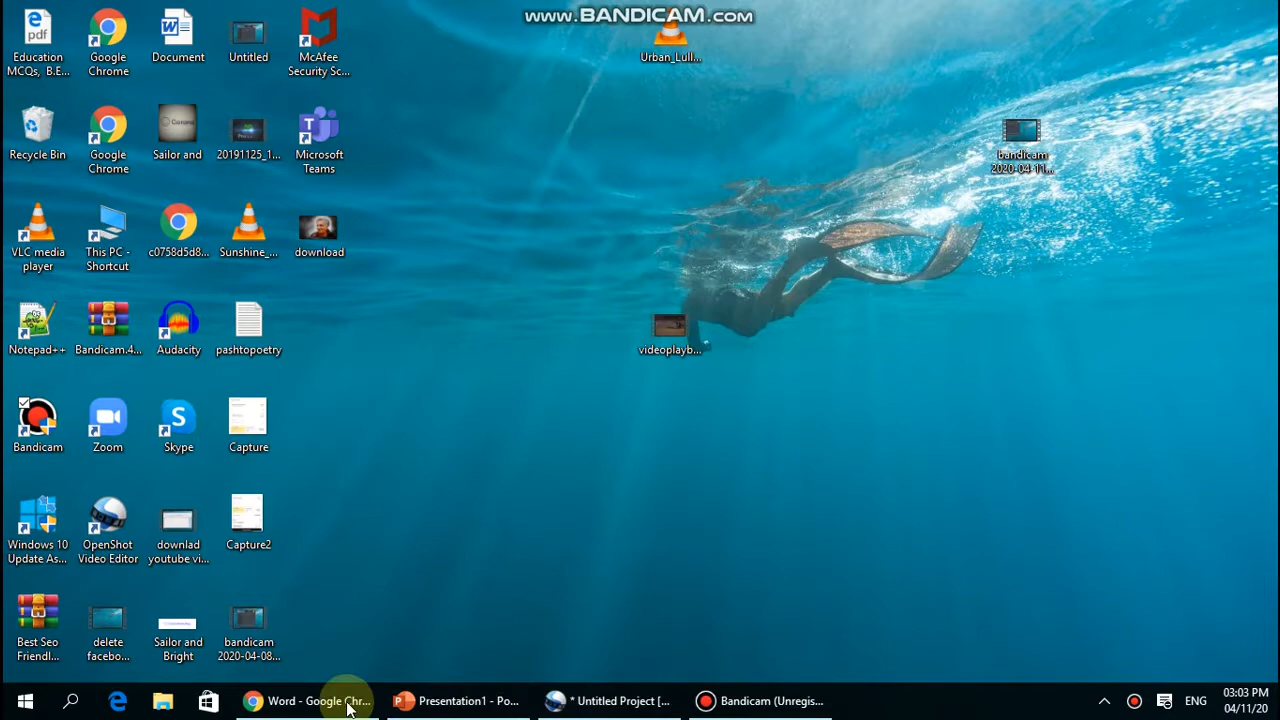 www.BANDICAM.com
Education
MCQs, B.E...
Google
Chrome
Document
Untitled
McAfee
Security Sc...
Urban_Lull...
Recycle Bin
Google
Chrome
Sailor and
20191125_1...
Microsoft
Teams
bandicam
2020-04-11...
VLC media
player
This PC -
Shortcut
c0758d5d8...
Sunshine_...
download
Notepad++
Bandicam.4...
Audacity
pashtopoetry
videoplayb...
Bandicam
Zoom
Skype
Capture
Windows 10
Update As...
OpenShot
Video Editor
downlad
youtube vi...
Capture2
Best Seo
Friendl...
delete
facebo...
Sailor and
Bright
bandicam
2020-04-08...
Word - Google Chr...
Presentation1 - Po...
* Untitled Project [...
Bandicam (Unregis...
ENG
03:03 PM
04/11/20